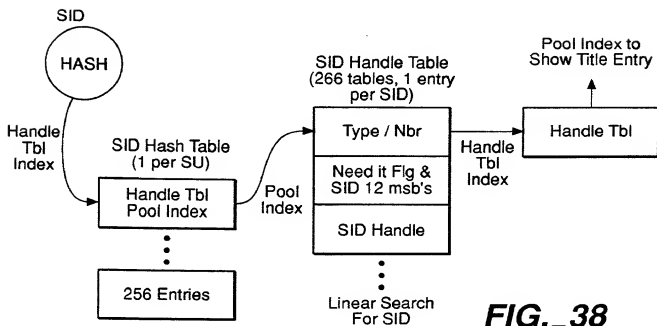 SID
HASH
Handle
Tbl
Index
SID Hash Table
(1 per SU)
Handle Tbl
Pool Index
256 Entries
Pool
Index
SID Handle Table
(266 tables, 1 entry
per SID)
Type / Nbr
Need it Flg &
SID 12 msb's
SID Handle
Linear Search
For SID
Handle
Tbl
Index
Pool Index to
Show Title Entry
Handle Tbl
FIG._38